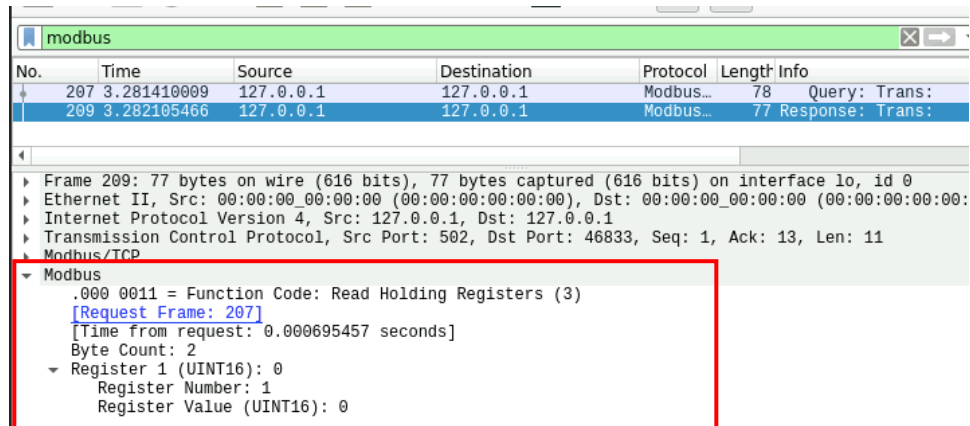 modbus
No. Time Source Destination Protocol Length Info
207 3.281410009 127.0.0.1 127.0.0.1 Modbus… 78 Query: Trans:
209 3.282105466 127.0.0.1 127.0.0.1 Modbus… 77 Response: Trans:
Frame 209: 77 bytes on wire (616 bits), 77 bytes captured (616 bits) on interface lo, id 0
Ethernet II, Src: 00:00:00_00:00:00 (00:00:00:00:00:00), Dst: 00:00:00_00:00:00 (00:00:00:00:00:
Internet Protocol Version 4, Src: 127.0.0.1, Dst: 127.0.0.1
Transmission Control Protocol, Src Port: 502, Dst Port: 46833, Seq: 1, Ack: 13, Len: 11
Modbus/TCP
Modbus
.000 0011 = Function Code: Read Holding Registers (3)
[Request Frame: 207]
[Time from request: 0.000695457 seconds]
Byte Count: 2
Register 1 (UINT16): 0
Register Number: 1
Register Value (UINT16): 0